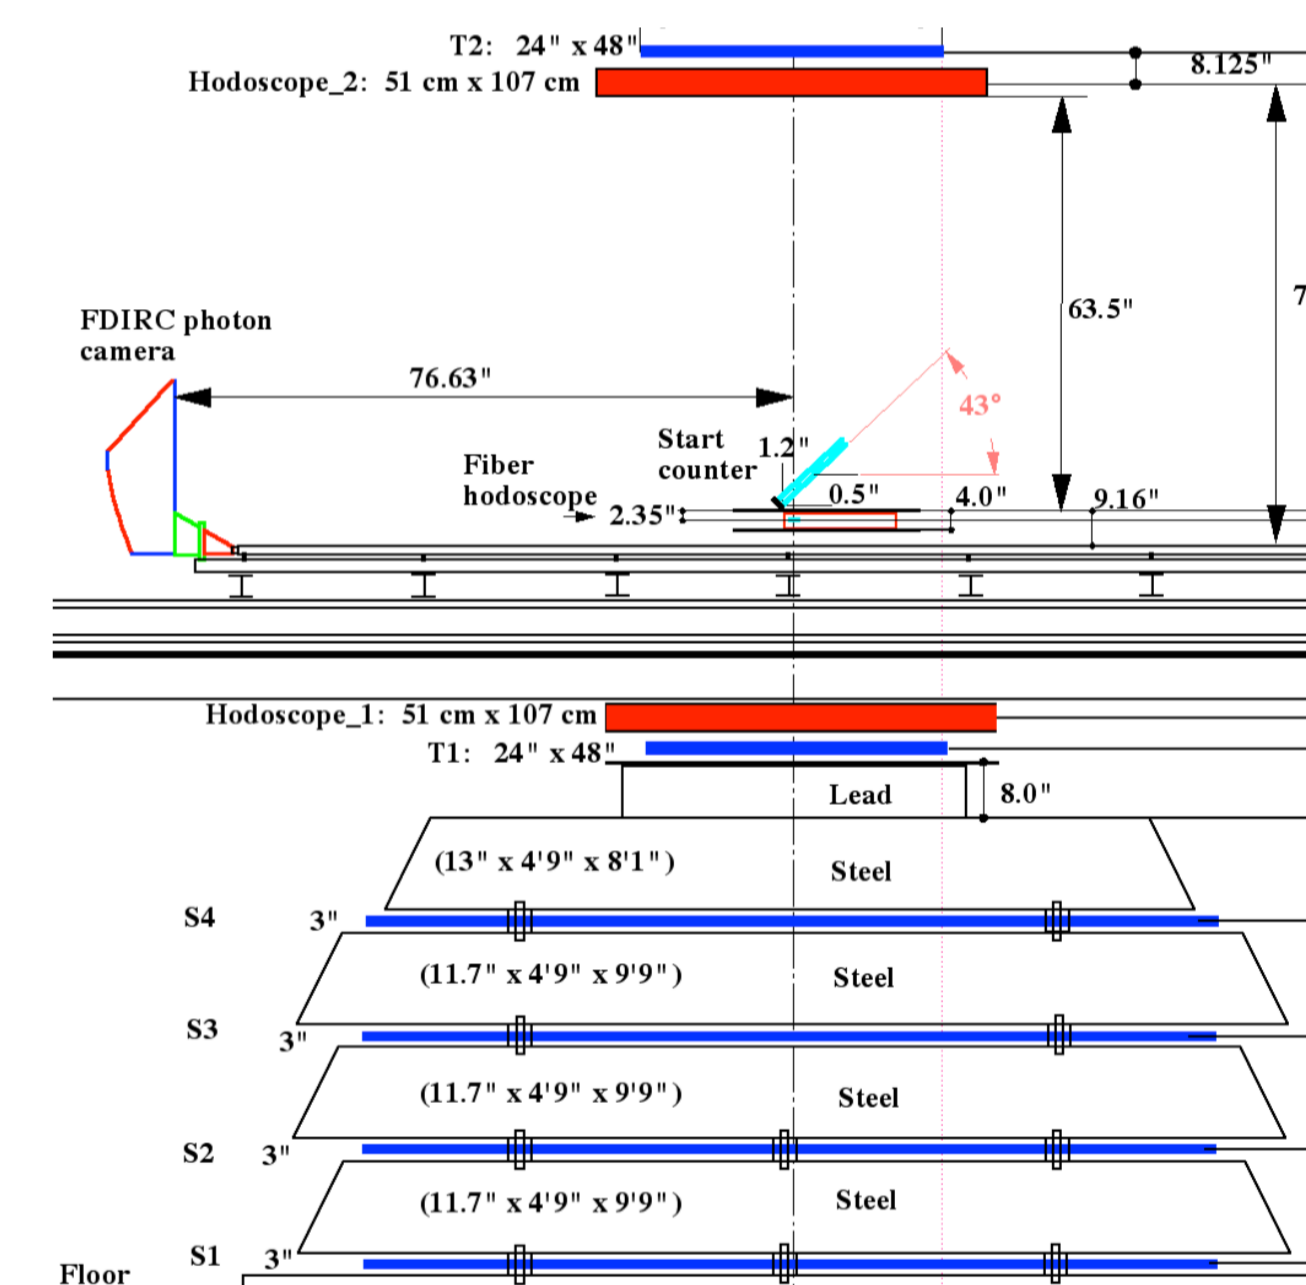 T2: 24" x 48"
8.125"
Hodoscope_2: 51 cm x 107 cm
63.5"
7
FDIRC photon
camera
76.63"
43°
Start
counter
1.2"
Fiber
hodoscope
2.35"
0.5"
4.0"
9.16"
Hodoscope_1: 51 cm x 107 cm
T1: 24" x 48"
Lead
8.0"
(13" x 4'9" x 8'1")
Steel
S4
3"
(11.7" x 4'9" x 9'9")
Steel
S3
3"
(11.7" x 4'9" x 9'9")
Steel
S2
3"
(11.7" x 4'9" x 9'9")
Steel
S1
3"
Floor